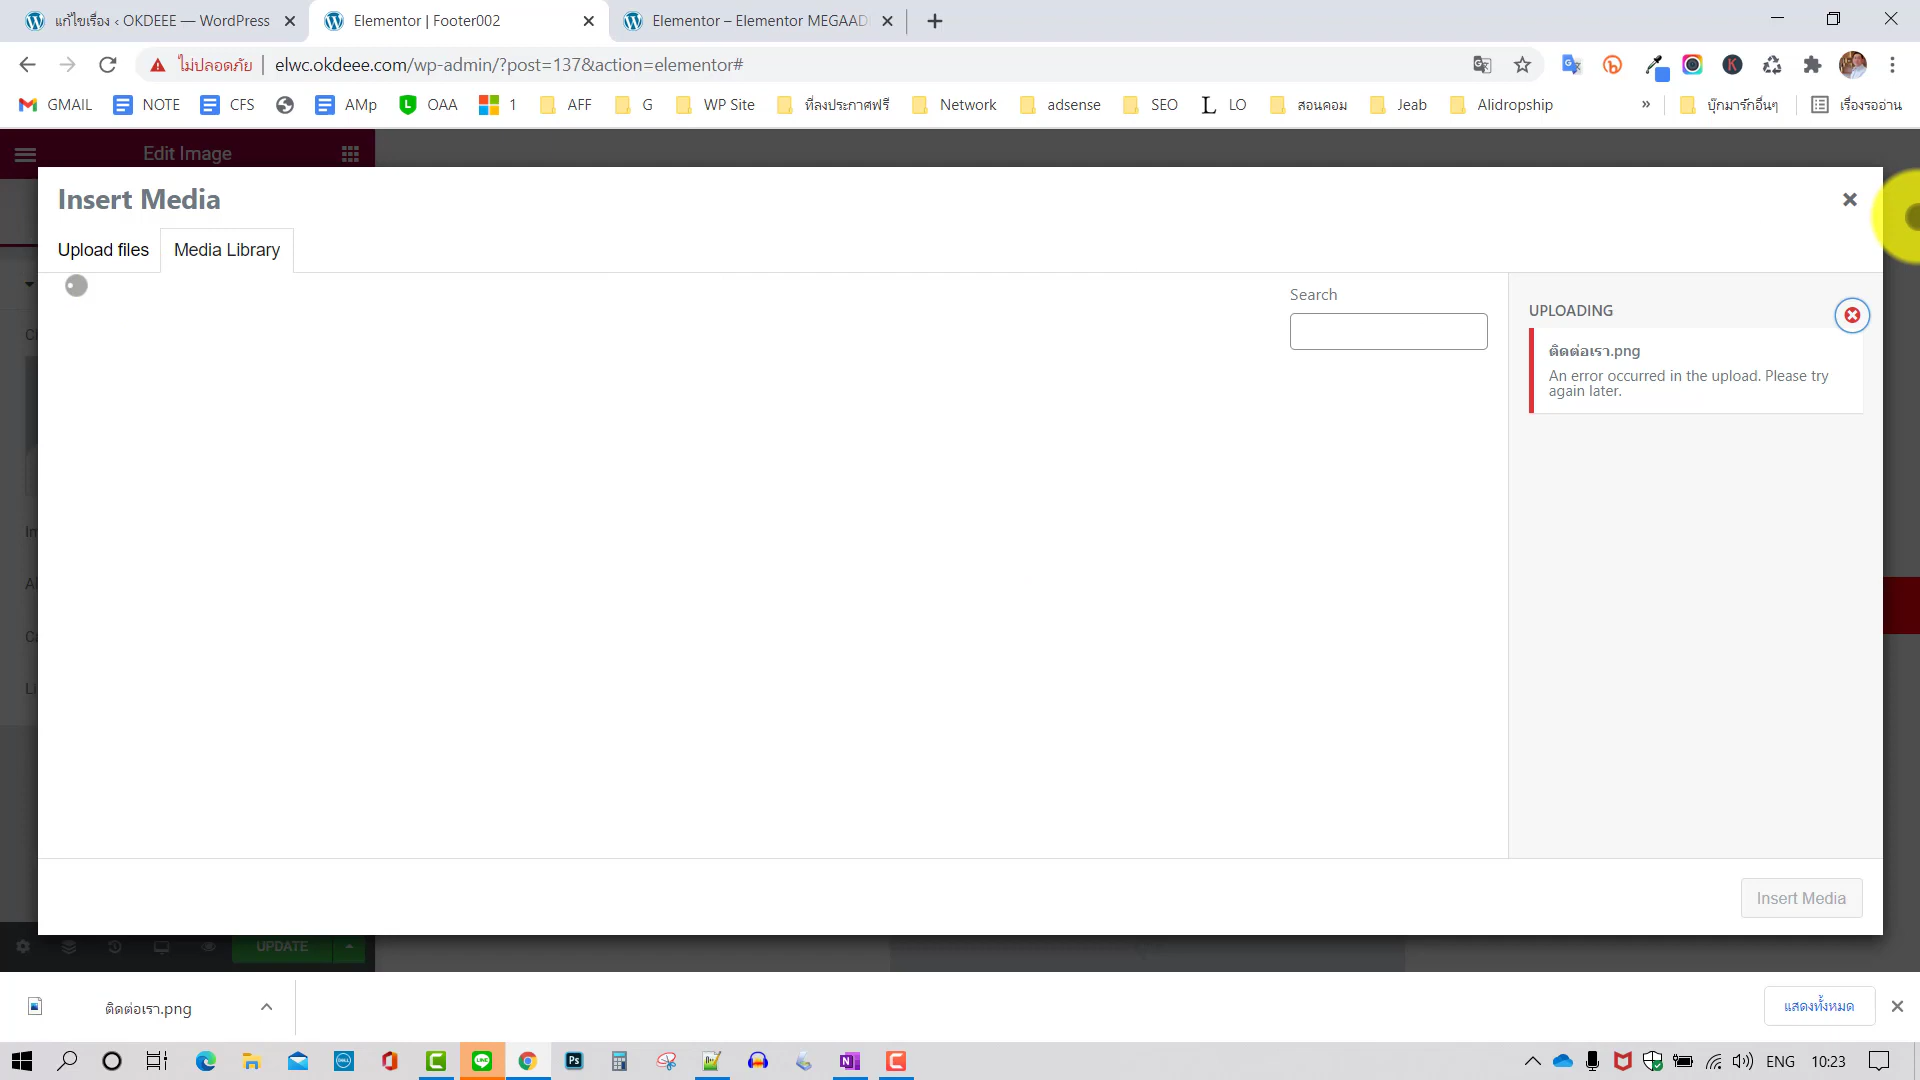 แก้ไขเรื่อง ‹ OKDEEE — WordPress
Elementor | Footer002
Elementor – Elementor MEGAAD
ไม่ปลอดภัย | elwc.okdeee.com/wp-admin/?post=137&action=elementor#
GMAIL NOTE CFS AMp OAA 1 AFF G WP Site ที่ลงประกาศฟรี Network adsense SEO LO สอนคอม Jeab Alidropship » บุ๊กมาร์กอื่นๆ เรื่องรออ่าน
Edit Image
Insert Media
Upload files
Media Library
Search
UPLOADING
ติดต่อเรา.png
An error occurred in the upload. Please try
again later.
Insert Media
UPDATE
ติดต่อเรา.png
แสดงทั้งหมด
ENG 10:23